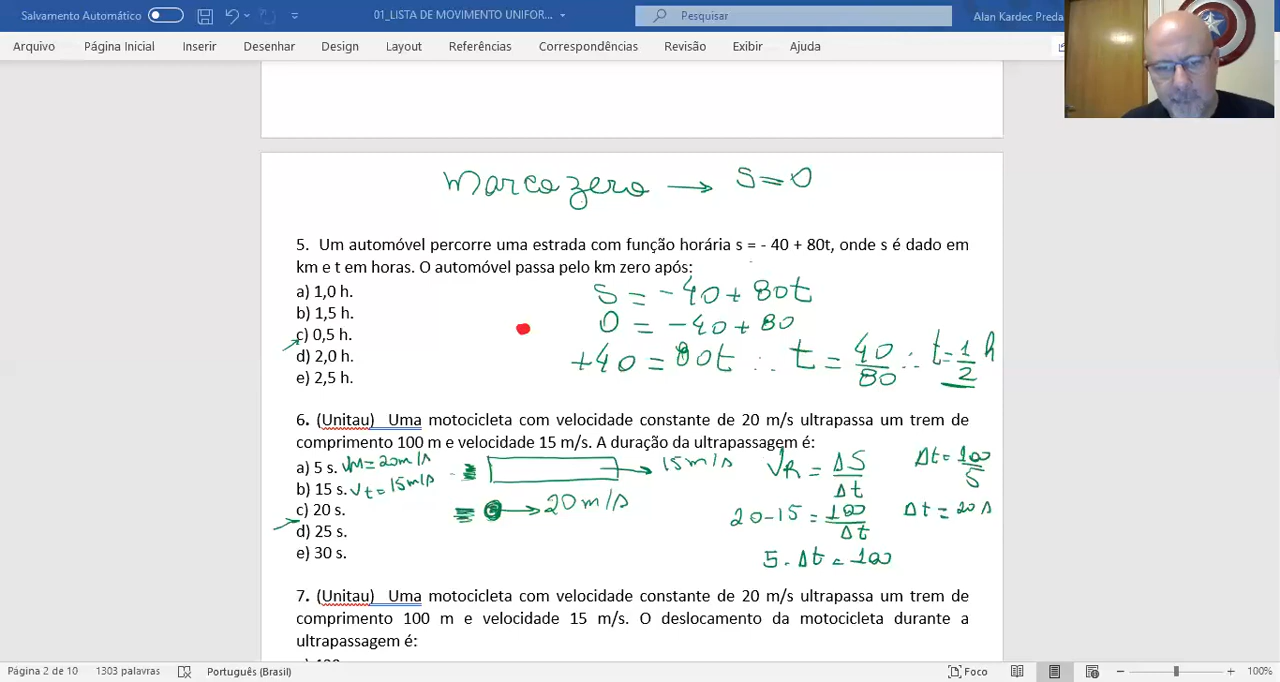 Salvamento Automático
01_LISTA DE MOVIMENTO UNIFOR...
Pesquisar
Alan Kardec Preda
Arquivo Página Inicial Inserir Desenhar Design Layout Referências Correspondências Revisão Exibir Ajuda
Marco zero → S=0
5. Um automóvel percorre uma estrada com função horária s = - 40 + 80t, onde s é dado em
km e t em horas. O automóvel passa pelo km zero após:
a) 1,0 h.
b) 1,5 h.
c) 0,5 h.
d) 2,0 h.
e) 2,5 h.
S = -40+80t
0 = -40+80
+40 = 80t ∴ t = 40/80 ∴ t=1/2 h
6. (Unitau) Uma motocicleta com velocidade constante de 20 m/s ultrapassa um trem de
comprimento 100 m e velocidade 15 m/s. A duração da ultrapassagem é:
a) 5 s.
b) 15 s.
c) 20 s.
d) 25 s.
e) 30 s.
Vm=20m/s
Vt=15m/s
15m/s
20m/s
VR = ΔS/Δt
20-15 = 100/Δt
5.Δt=100
Δt=100/5
Δt=20s
7. (Unitau) Uma motocicleta com velocidade constante de 20 m/s ultrapassa um trem de
comprimento 100 m e velocidade 15 m/s. O deslocamento da motocicleta durante a
ultrapassagem é:
Página 2 de 10 1303 palavras Português (Brasil) Foco 100%